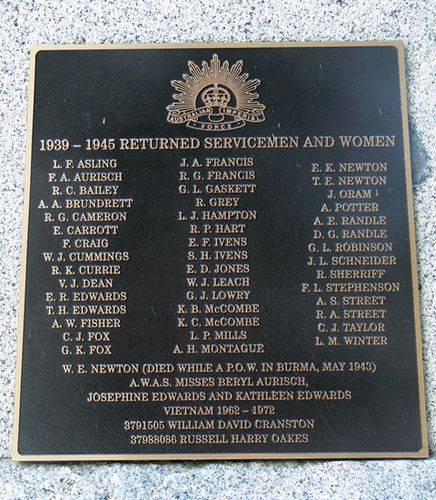 AUSTRALIAN IMPERIAL
FORCE
1939 – 1945 RETURNED SERVICEMEN AND WOMEN
L. F. ASLING
F. A. AURISCH
R. C. BAILEY
A. A. BRUNDRETT
R. G. CAMERON
E. CARROTT
F. CRAIG
W. J. CUMMINGS
R. K. CURRIE
V. J. DEAN
E. R. EDWARDS
T. H. EDWARDS
A. W. FISHER
C. J. FOX
G. K. FOX
J. A. FRANCIS
R. G. FRANCIS
G. L. GASKETT
R. GREY
L. J. HAMPTON
R. P. HART
E. F. IVENS
S. H. IVENS
E. D. JONES
W. J. LEACH
G. J. LOWRY
K. B. McCOMBE
K. C. McCOMBE
L. P. MILLS
A. H. MONTAGUE
E. K. NEWTON
T. E. NEWTON
J. ORAM
A. POTTER
A. E. RANDLE
D. G. RANDLE
G. L. ROBINSON
J. L. SCHNEIDER
R. SHERRIFF
F. L. STEPHENSON
A. S. STREET
R. A. STREET
C. J. TAYLOR
L. M. WINTER
W. E. NEWTON (DIED WHILE A P.O.W. IN BURMA, MAY 1943)
A.W.A.S. MISSES BERYL AURISCH,
JOSEPHINE EDWARDS AND KATHLEEN EDWARDS
VIETNAM 1962 – 1972
3791505 WILLIAM DAVID CRANSTON
37988086 RUSSELL HARRY OAKES